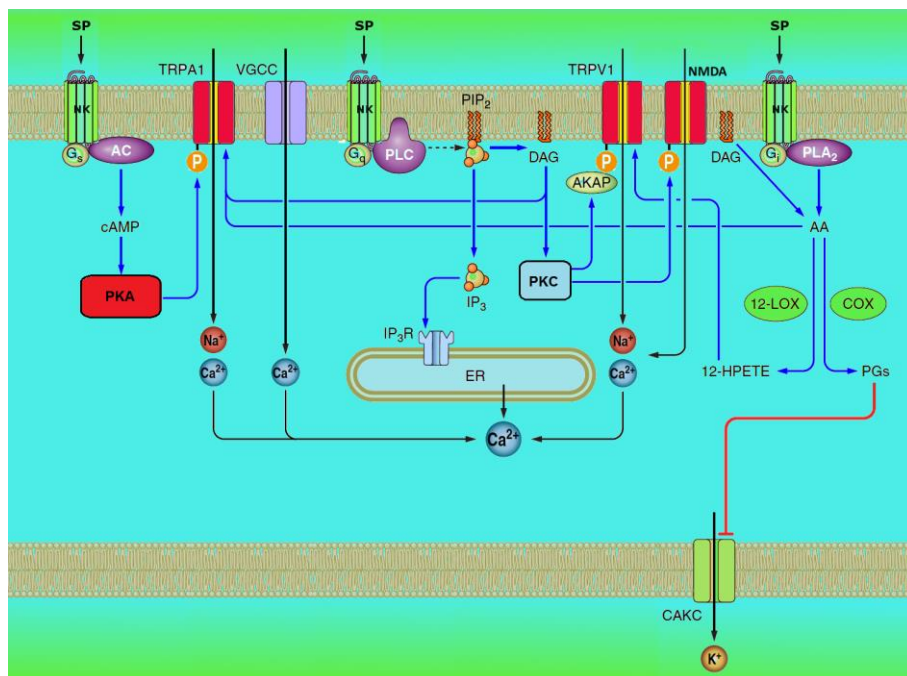 SP
SP
SP
TRPA1
VGCC
TRPV1
NMDA
NK
NK
PIP₂
NK
Gs
AC
P
Gq
PLC
DAG
P
P
DAG
Gi
PLA₂
AKAP
cAMP
AA
PKA
IP₃
PKC
12-LOX
COX
IP₃R
Na⁺
Na⁺
Ca²⁺
Ca²⁺
ER
Ca²⁺
12-HPETE
PGs
Ca²⁺
CAKC
K⁺